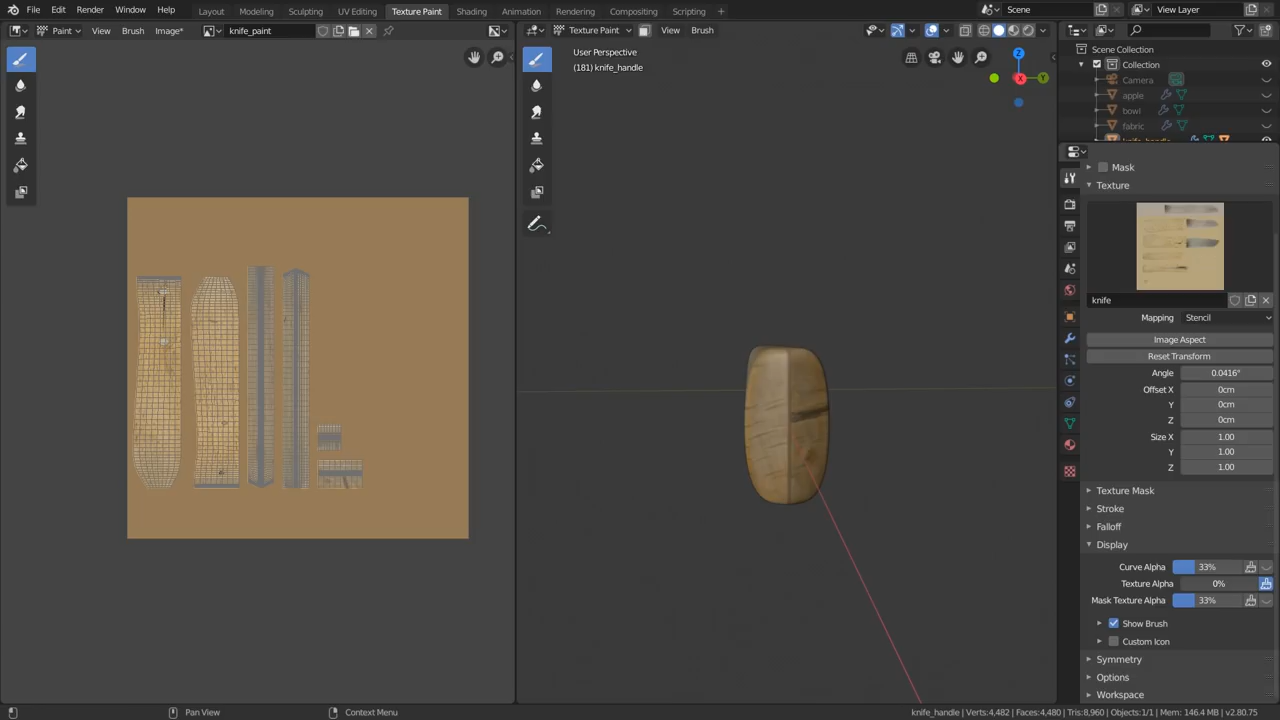 File Edit Render Window Help Layout Modeling Sculpting UV Editing Texture Paint Shading Animation Rendering Compositing Scripting + Scene View Layer
Paint View Brush Image* knife_paint Texture Paint View Brush
User Perspective
(181) knife_handle
Z
X
Y
Scene Collection
Collection
Camera
apple
bowl
fabric
Mask
Texture
knife
Mapping Stencil
Image Aspect
Reset Transform
Angle 0.0416°
Offset X 0cm
Y 0cm
Z 0cm
Size X 1.00
Y 1.00
Z 1.00
Texture Mask
Stroke
Falloff
Display
Curve Alpha 33%
Texture Alpha 0%
Mask Texture Alpha 33%
Show Brush
Custom Icon
Symmetry
Options
Workspace
Pan View Context Menu knife_handle | Verts:4,482 | Faces:4,480 | Tris:8,960 | Objects:1/1 | Mem: 146.4 MB | v2.80.75